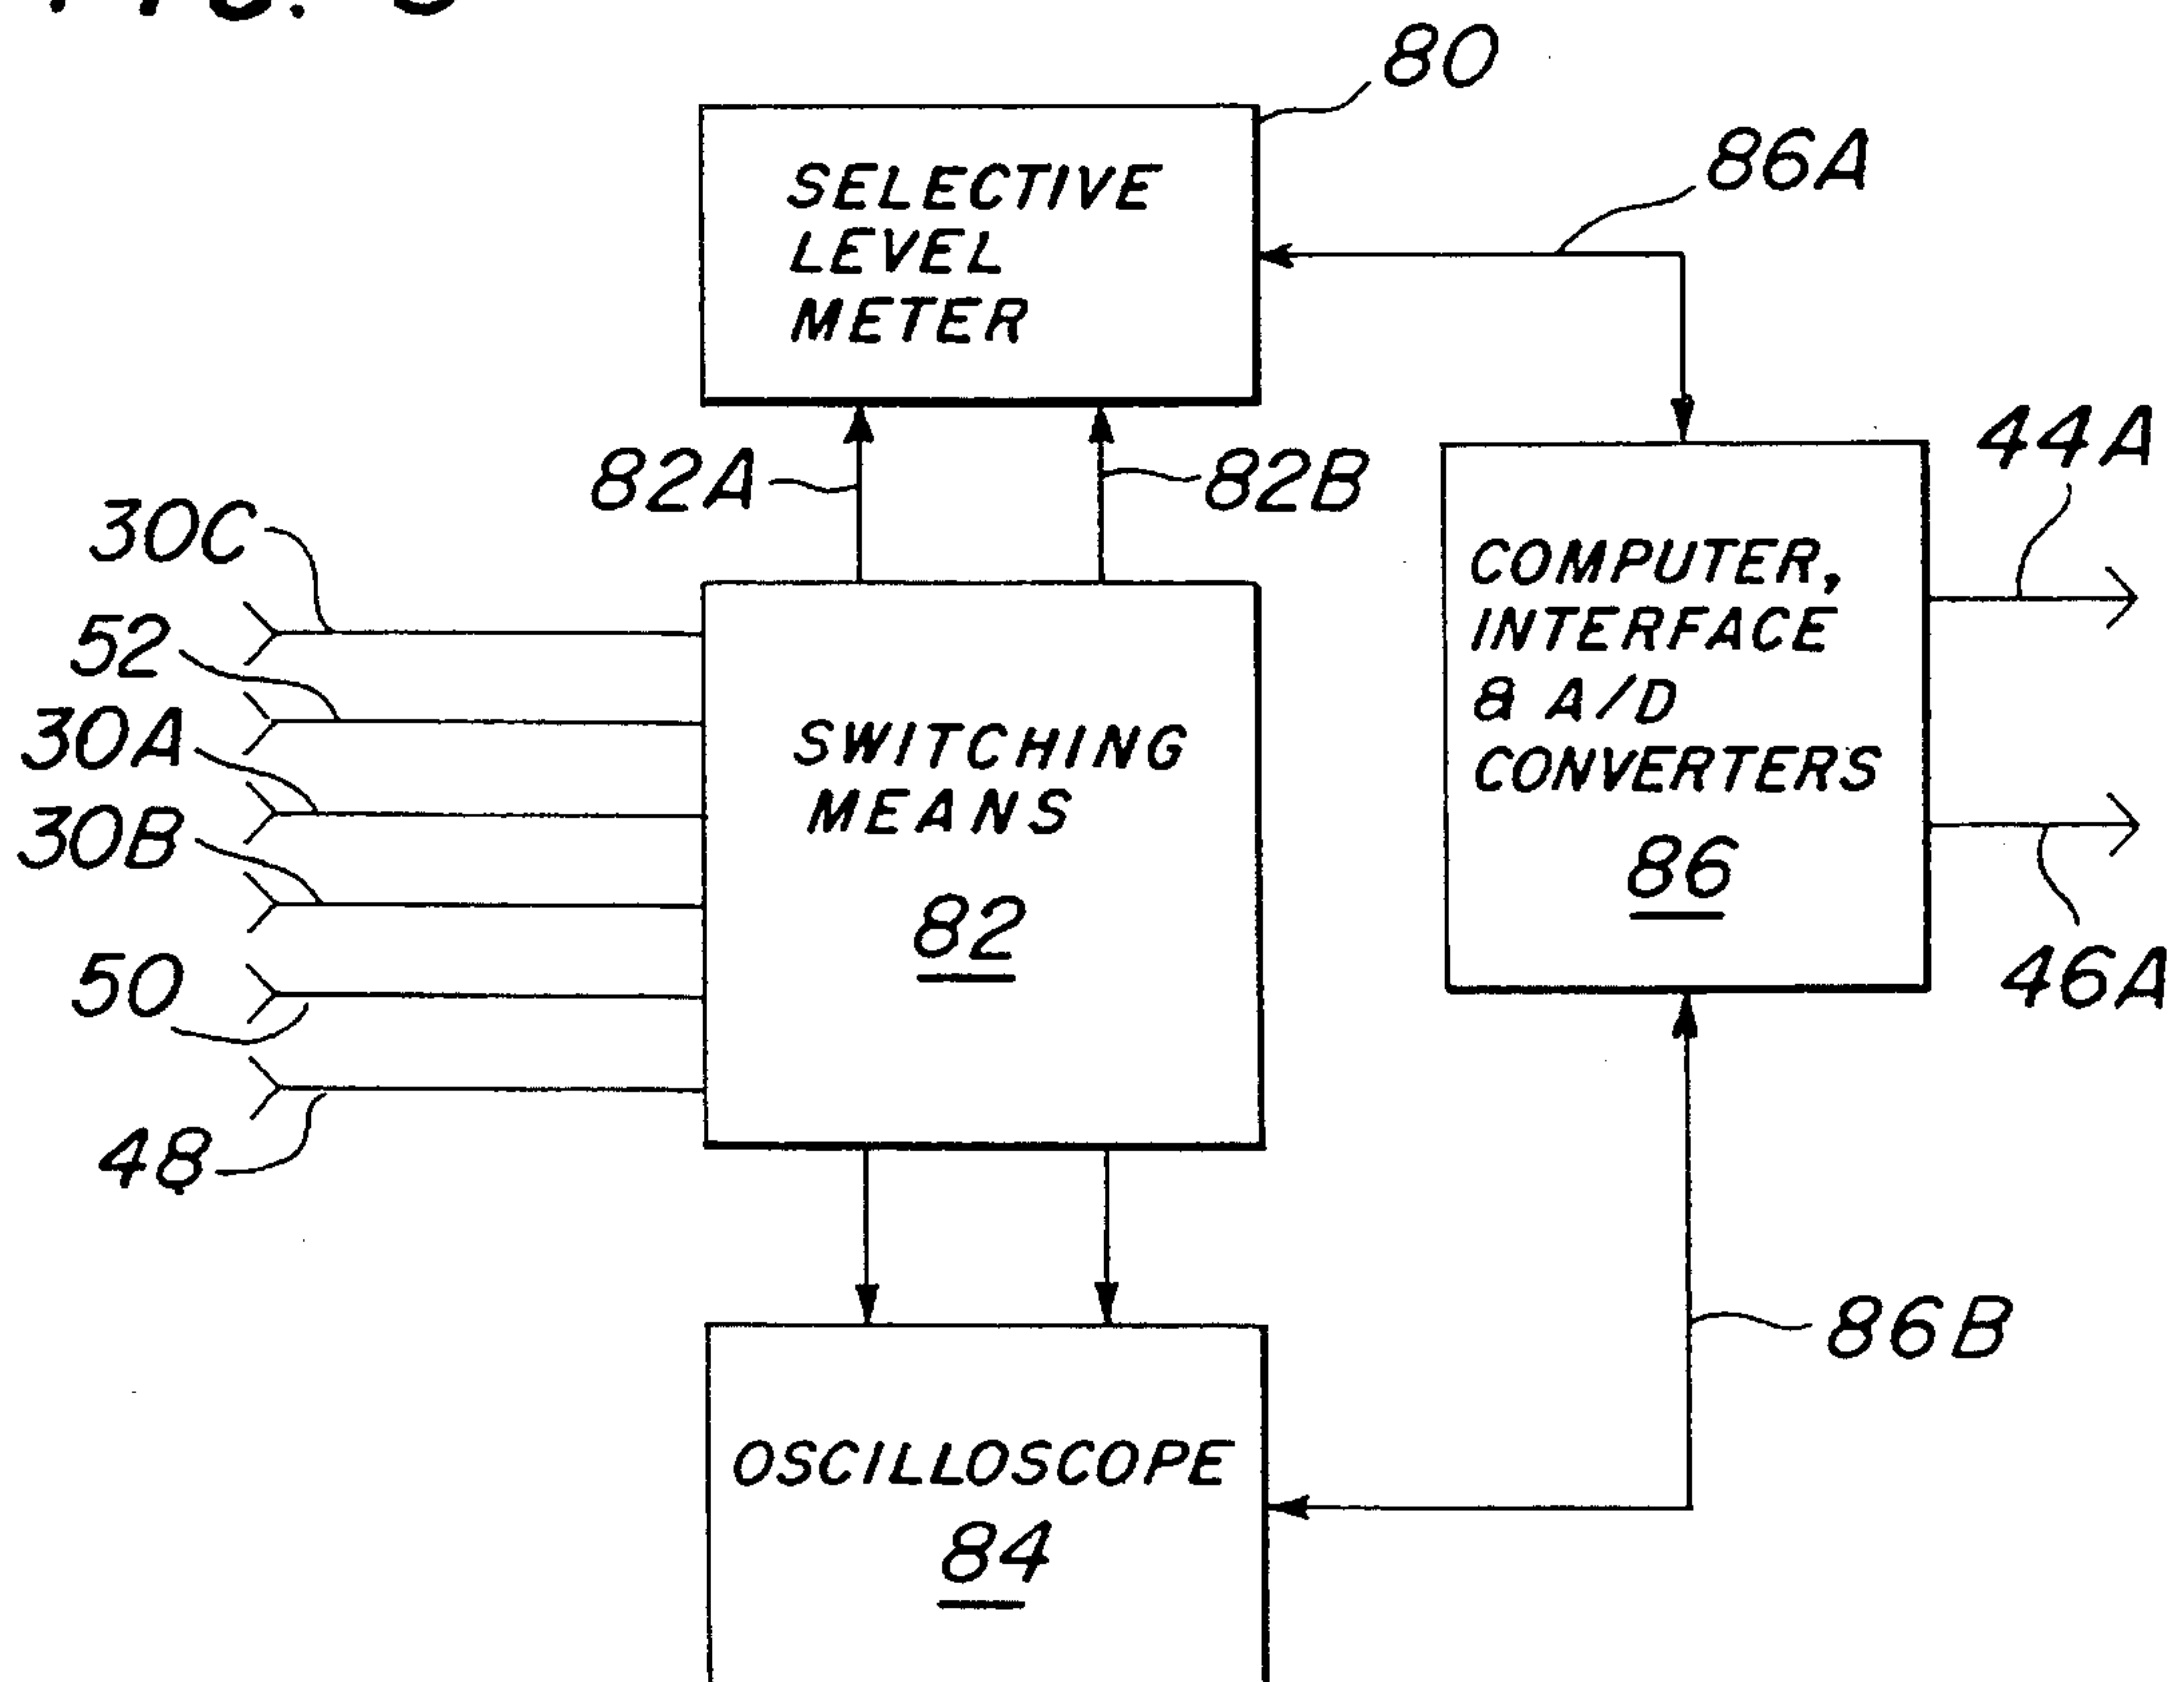 80
SELECTIVE
LEVEL
METER
86A
82A
82B
44A
30C
52
30A
30B
50
48
COMPUTER,
INTERFACE
& A/D
CONVERTERS
86
46A
SWITCHING
MEANS
82
86B
OSCILLOSCOPE
84